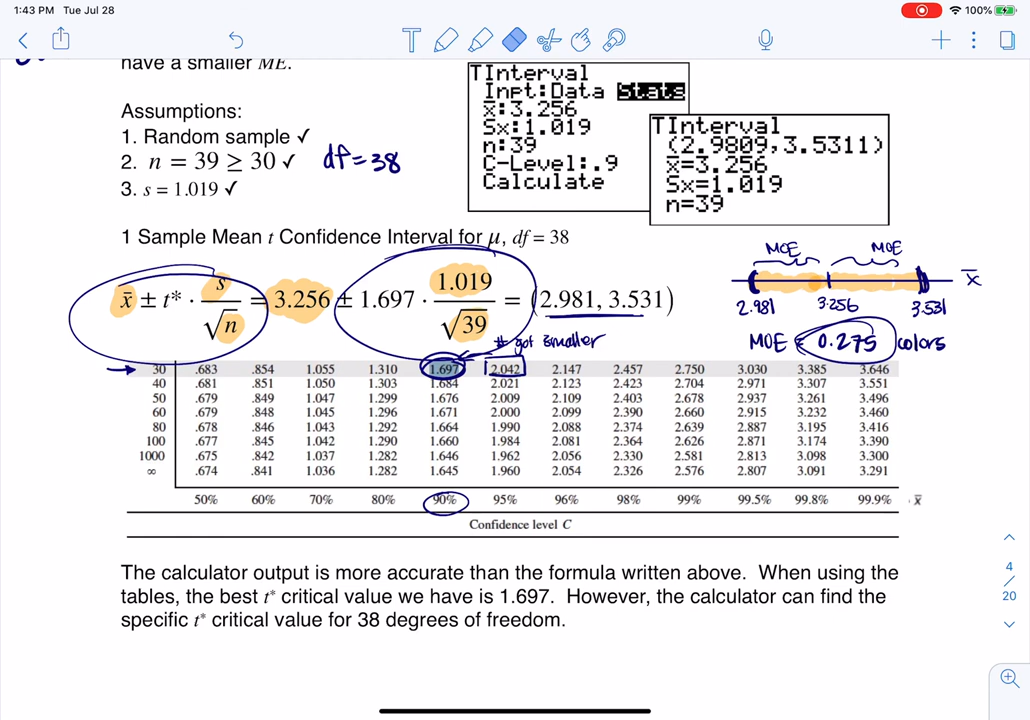 1:43 PM Tue Jul 28
100%
T
have a smaller ME.
Assumptions:
1. Random sample ✓
2. n = 39 ≥ 30 ✓ df = 38
3. s = 1.019 ✓
TInterval
Inpt:Data Stats
x̄:3.256
Sx:1.019
n:39
C-Level:.9
Calculate
TInterval
(2.9809,3.5311)
x̄=3.256
Sx=1.019
n=39
1 Sample Mean t Confidence Interval for μ, df = 38
x̄ ± t* · s/√n = 3.256 ± 1.697 · 1.019/√39 = (2.981, 3.531)
MOE MOE
x̄
2.981 3.256 3.531
# got smaller
MOE = 0.275 colors
30 .683 .854 1.055 1.310 1.697 2.042 2.147 2.457 2.750 3.030 3.385 3.646
40 .681 .851 1.050 1.303 1.684 2.021 2.123 2.423 2.704 2.971 3.307 3.551
50 .679 .849 1.047 1.299 1.676 2.009 2.109 2.403 2.678 2.937 3.261 3.496
60 .679 .848 1.045 1.296 1.671 2.000 2.099 2.390 2.660 2.915 3.232 3.460
80 .678 .846 1.043 1.292 1.664 1.990 2.088 2.374 2.639 2.887 3.195 3.416
100 .677 .845 1.042 1.290 1.660 1.984 2.081 2.364 2.626 2.871 3.174 3.390
1000 .675 .842 1.037 1.282 1.646 1.962 2.056 2.330 2.581 2.813 3.098 3.300
∞ .674 .841 1.036 1.282 1.645 1.960 2.054 2.326 2.576 2.807 3.091 3.291
50% 60% 70% 80% 90% 95% 96% 98% 99% 99.5% 99.8% 99.9% x̄
Confidence level C
The calculator output is more accurate than the formula written above. When using the
tables, the best t* critical value we have is 1.697. However, the calculator can find the
specific t* critical value for 38 degrees of freedom.
4
/
20